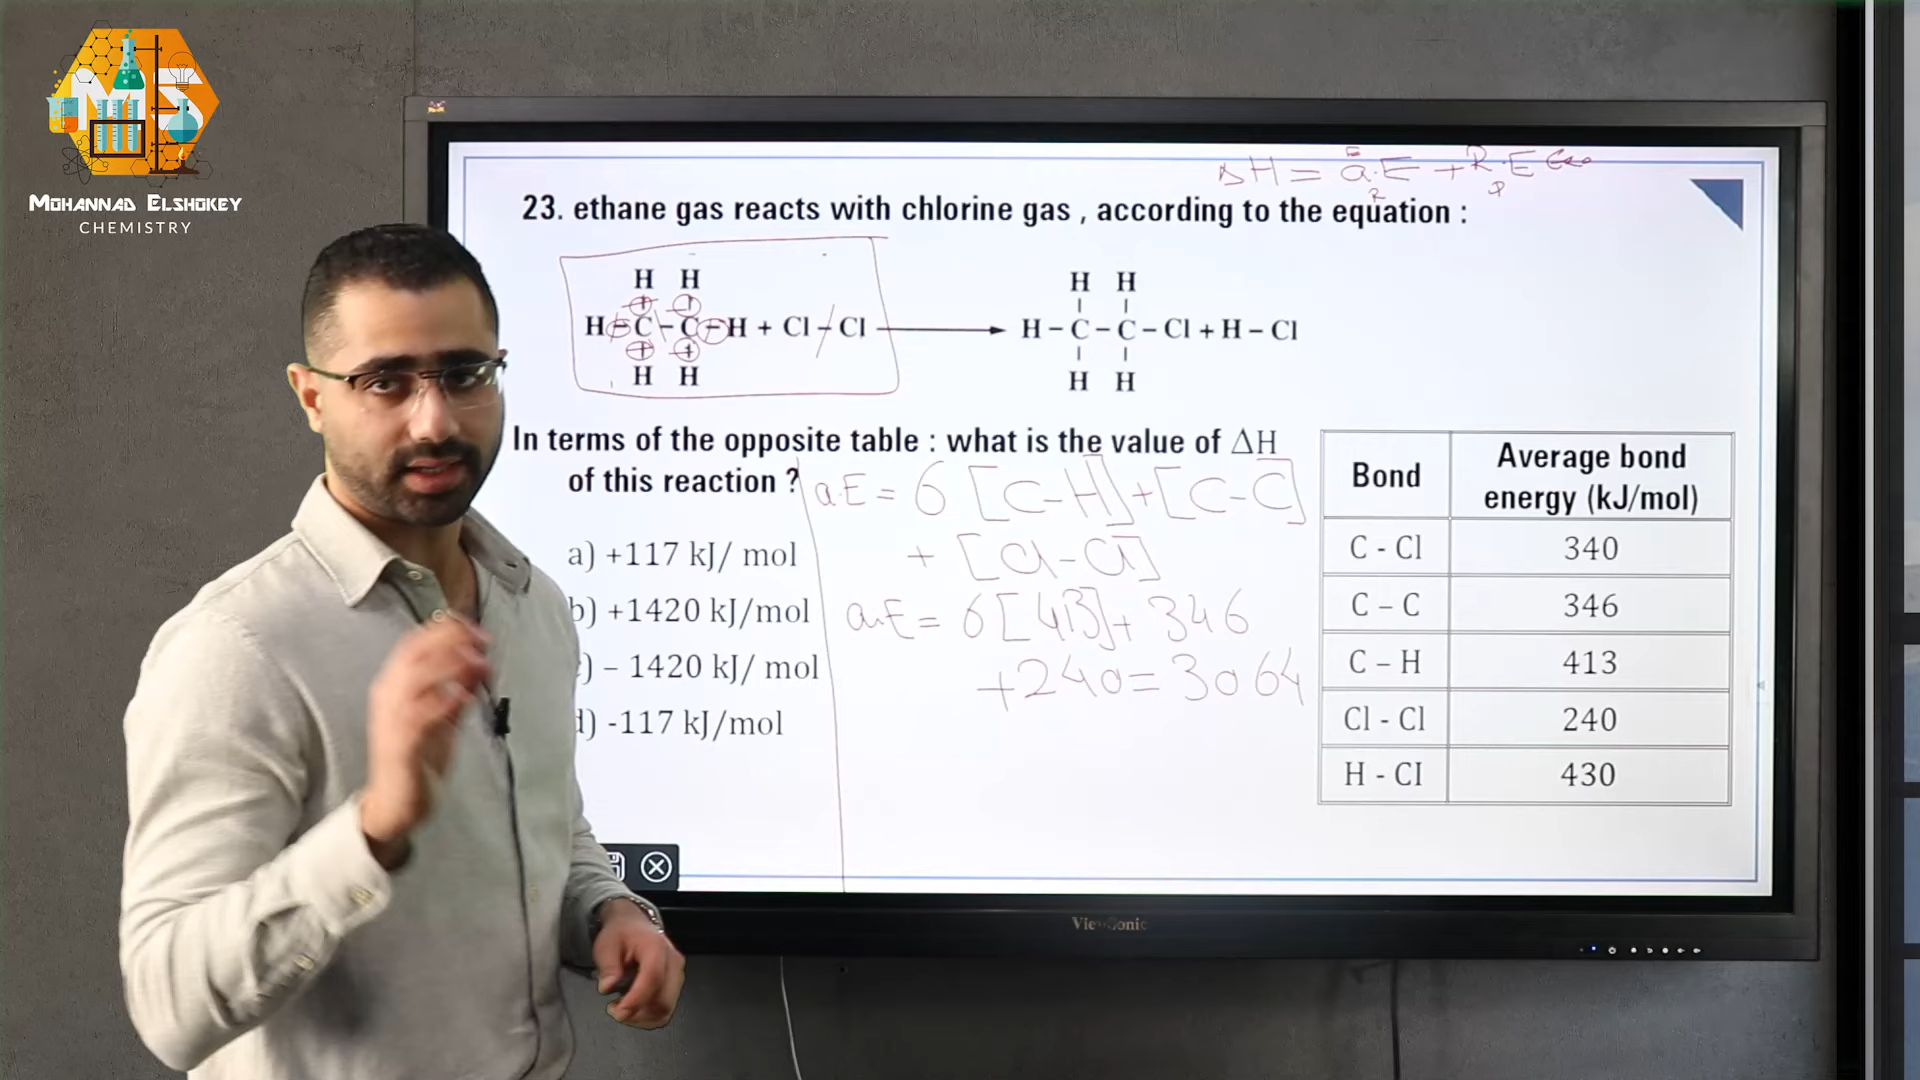 MS
MOHANNAD ELSHOKEY
CHEMISTRY
ΔH = a.E + R.E
R P
23. ethane gas reacts with chlorine gas , according to the equation :
H H H H
H – C – C – H + Cl – Cl ⟶ H – C – C – Cl + H – Cl
H H H H
In terms of the opposite table : what is the value of ΔH
of this reaction ?
a.E = 6 [C-H] + [C-C]
+ [Cl-Cl]
a.E = 6[413] + 346
+240 = 3064
a) +117 kJ/ mol
b) +1420 kJ/mol
) – 1420 kJ/ mol
d) -117 kJ/mol
Bond Average bond energy (kJ/mol)
C - Cl 340
C – C 346
C – H 413
Cl - Cl 240
H - CI 430
ViewSonic